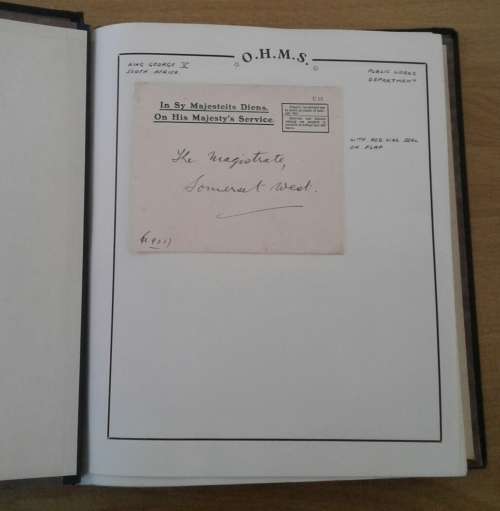 O.H.M.S.
KING GEORGE V
SOUTH AFRICA
PUBLIC WORKS
DEPARTMENT
In Sy Majesteits Diens.
On His Majesty's Service.
The Magistrate,
Somerset West.
WITH RED WAX SEAL
ON FLAP